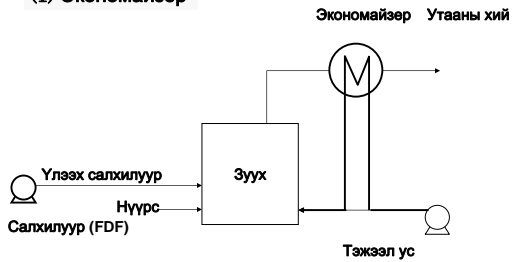 (1) Экономайзер
Экономайзер Утааны хий
Үлээх салхилуур
Зуух
Нүүрс
Салхилуур (FDF)
Тэжээл ус